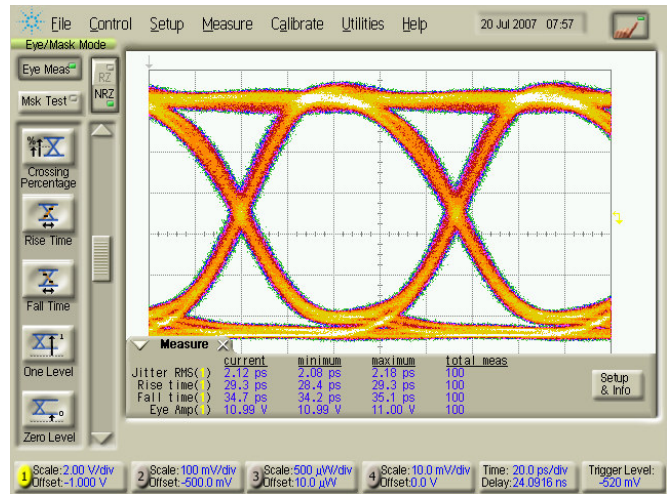 File Control Setup Measure Calibrate Utilities Help 20 Jul 2007 07:57
Eye/Mask Mode
Eye Meas
RZ
Msk Test
NRZ
Crossing
Percentage
Rise Time
Fall Time
One Level
Zero Level
Measure
current minimum maximum total meas
Jitter RMS(1) 2.12 ps 2.08 ps 2.18 ps 100
Rise time(1) 29.3 ps 28.4 ps 29.3 ps 100
Fall time(1) 34.7 ps 34.2 ps 35.1 ps 100
Eye Amp(1) 10.99 V 10.99 V 11.00 V 100
Setup
& Info
1 Scale:2.00 V/div
Offset:-1.000 V
2 Scale:100 mV/div
Offset:-500.0 mV
3 Scale:500 µW/div
Offset:10.0 µW
4 Scale:10.0 mV/div
Offset:0.0 V
Time: 20.0 ps/div
Delay:24.0916 ns
Trigger Level:
-520 mV